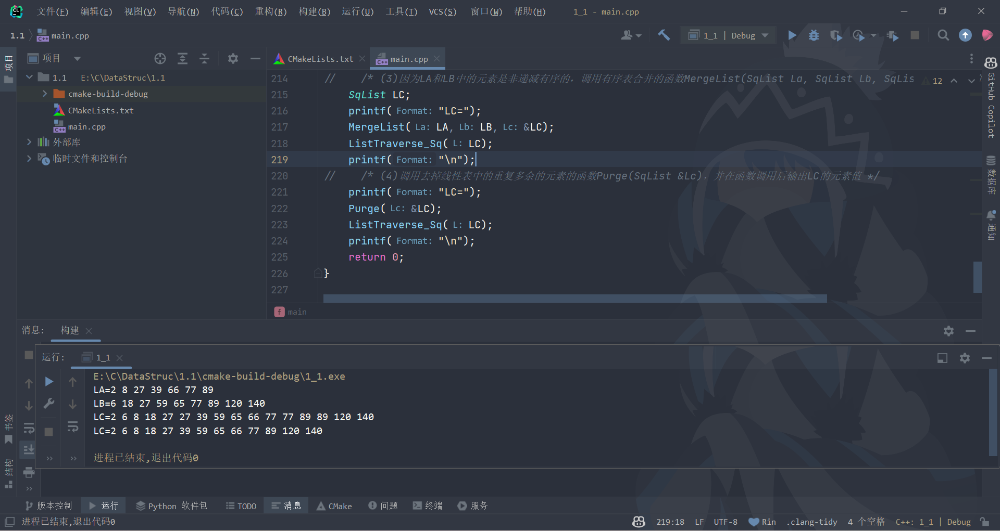 文件(F) 编辑(E) 视图(V) 导航(N) 代码(C) 重构(R) 构建(B) 运行(U) 工具(T) VCS(S) 窗口(W) 帮助(H) 1_1 - main.cpp
1.1 main.cpp 1_1 | Debug
项目 CMakeLists.txt main.cpp
项目
1.1 E:\C\DataStruc\1.1
cmake-build-debug
CMakeLists.txt
main.cpp
外部库
临时文件和控制台
214 // /* (3)因为LA和LB中的元素是非递减有序的，调用有序表合并的函数MergeList(SqList La, SqList Lb, SqLis 12
215 SqList LC;
216 printf( Format: "LC=");
217 MergeList( La: LA, Lb: LB, Lc: &LC);
218 ListTraverse_Sq( L: LC);
219 printf( Format: "\n");
220 // /* (4)调用去掉线性表中的重复多余的元素的函数Purge(SqList &Lc)，并在函数调用后输出LC的元素值 */
221 printf( Format: "LC=");
222 Purge( Lc: &LC);
223 ListTraverse_Sq( L: LC);
224 printf( Format: "\n");
225 return 0;
226 }
227
f main
GitHub Copilot
数据库
通知
消息: 构建
运行: 1_1
E:\C\DataStruc\1.1\cmake-build-debug\1_1.exe
LA=2 8 27 39 66 77 89
LB=6 18 27 59 65 77 89 120 140
LC=2 6 8 18 27 27 39 59 65 66 77 77 89 89 120 140
LC=2 6 8 18 27 39 59 65 66 77 89 120 140
进程已结束,退出代码0
书签
结构
版本控制 运行 Python 软件包 TODO 消息 CMake 问题 终端 服务
进程已结束,退出代码0 219:18 LF UTF-8 Rin .clang-tidy 4 个空格 C++: 1_1 | Debug